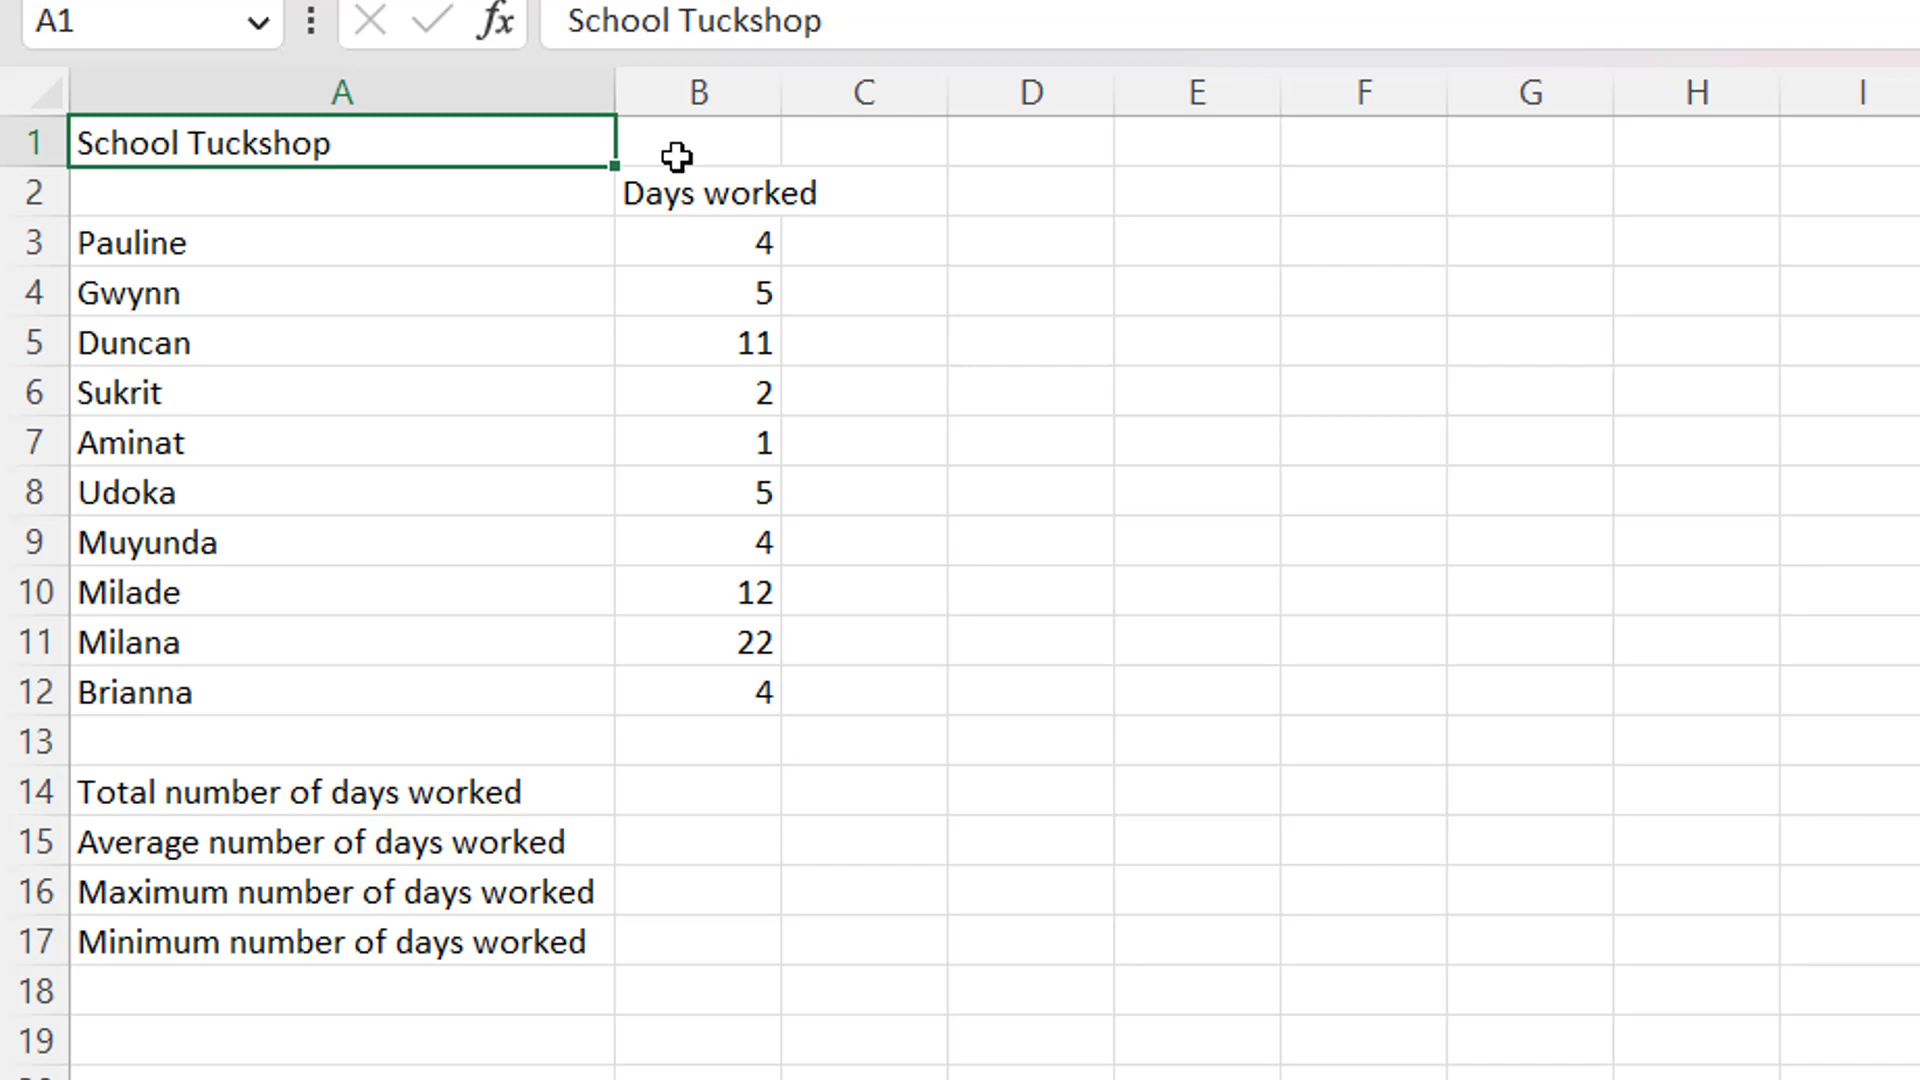 A1 fx School Tuckshop
A B C D E F G H I
1 School Tuckshop
2 Days worked
3 Pauline 4
4 Gwynn 5
5 Duncan 11
6 Sukrit 2
7 Aminat 1
8 Udoka 5
9 Muyunda 4
10 Milade 12
11 Milana 22
12 Brianna 4
13
14 Total number of days worked
15 Average number of days worked
16 Maximum number of days worked
17 Minimum number of days worked
18
19